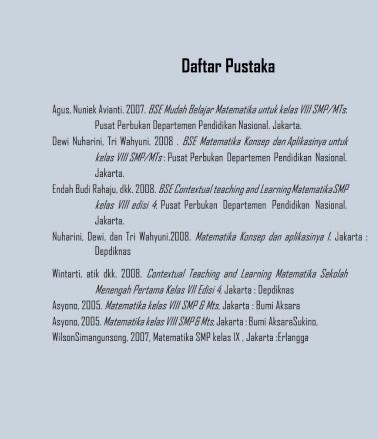 Daftar Pustaka
Agus, Nuniek Avianti. 2007. BSE Mudah Belajar Matematika untuk kelas VIII SMP/MTs:
Pusat Perbukan Departemen Pendidikan Nasional. Jakarta.
Dewi Nuharini, Tri Wahyuni. 2008 . BSE Matematika Konsep dan Aplikasinya untuk
kelas VIII SMP/MTs : Pusat Perbukan Departemen Pendidikan Nasional.
Jakarta.
Endah Budi Rahaju, dkk. 2008. BSE Contextual teaching and Learning Matematika SMP
kelas VIII edisi 4; Pusat Perbukan Departemen Pendidikan Nasional.
Jakarta.
Nuharini, Dewi, dan Tri Wahyuni.2008. Matematika Konsep dan aplikasinya 1. Jakarta :
Depdiknas
Wintarti, atik dkk. 2008. Contextual Teaching and Learning Matematika Sekolah
Menengah Pertama Kelas VII Edisi 4. Jakarta : Depdiknas
Asyono, 2005. Matematika kelas VIII SMP & Mts, Jakarta : Bumi Aksara
Asyono, 2005. Matematika kelas VIII SMP & Mts, Jakarta : Bumi AksaraSukino,
WilsonSimangunsong, 2007, Matematika SMP kelas IX , Jakarta :Erlangga